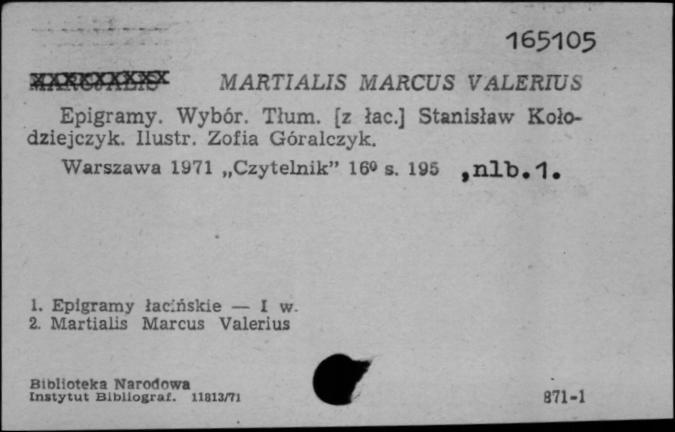 165105
MARTIALIS MARCUS VALERIUS
Epigramy. Wybór. Tłum. [z łac.] Stanisław Koło-
dziejczyk. Ilustr. Zofia Góralczyk.
Warszawa 1971 „Czytelnik” 16⁰ s. 195 ,nlb.1.
1. Epigramy łacińskie — I w.
2. Martialis Marcus Valerius
Biblioteka Narodowa
Instytut Bibliograf. 11813/71
871-1